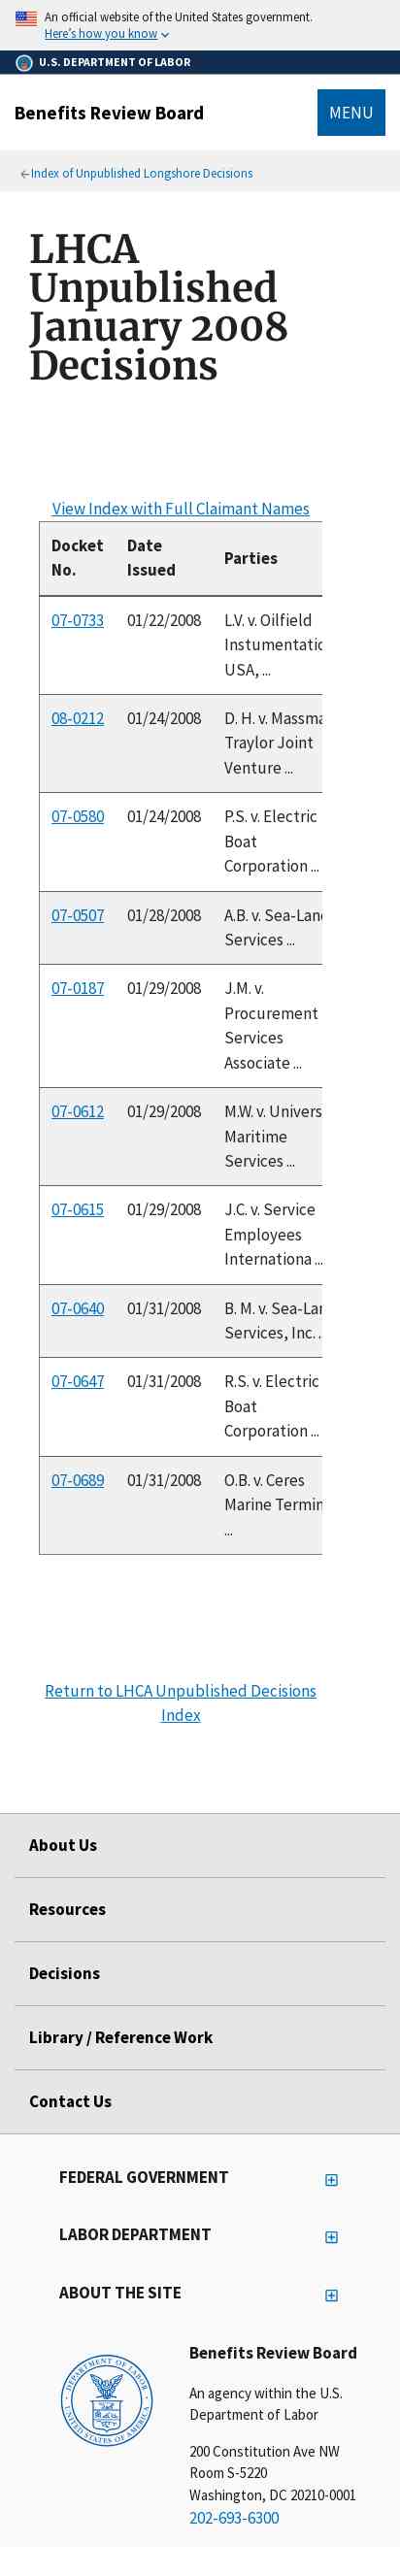 An official website of the United States government.
Here's how you know
U.S. DEPARTMENT OF LABOR
Benefits Review Board
MENU
Index of Unpublished Longshore Decisions
LHCA
Unpublished
January 2008
Decisions
View Index with Full Claimant Names
Docket No. Date Issued Parties
07-0733 01/22/2008 L.V. v. Oilfield
Instumentatio
USA, ...
08-0212 01/24/2008 D. H. v. Massma
Traylor Joint
Venture ...
07-0580 01/24/2008 P.S. v. Electric
Boat
Corporation ...
07-0507 01/28/2008 A.B. v. Sea-Land
Services ...
07-0187 01/29/2008 J.M. v.
Procurement
Services
Associate ...
07-0612 01/29/2008 M.W. v. Univers
Maritime
Services ...
07-0615 01/29/2008 J.C. v. Service
Employees
Internationa ...
07-0640 01/31/2008 B. M. v. Sea-Lan
Services, Inc. ..
07-0647 01/31/2008 R.S. v. Electric
Boat
Corporation ...
07-0689 01/31/2008 O.B. v. Ceres
Marine Termin
...
Return to LHCA Unpublished Decisions
Index
About Us
Resources
Decisions
Library / Reference Work
Contact Us
FEDERAL GOVERNMENT
LABOR DEPARTMENT
ABOUT THE SITE
DEPARTMENT OF LABOR
UNITED STATES OF AMERICA
Benefits Review Board
An agency within the U.S.
Department of Labor
200 Constitution Ave NW
Room S-5220
Washington, DC 20210-0001
202-693-6300